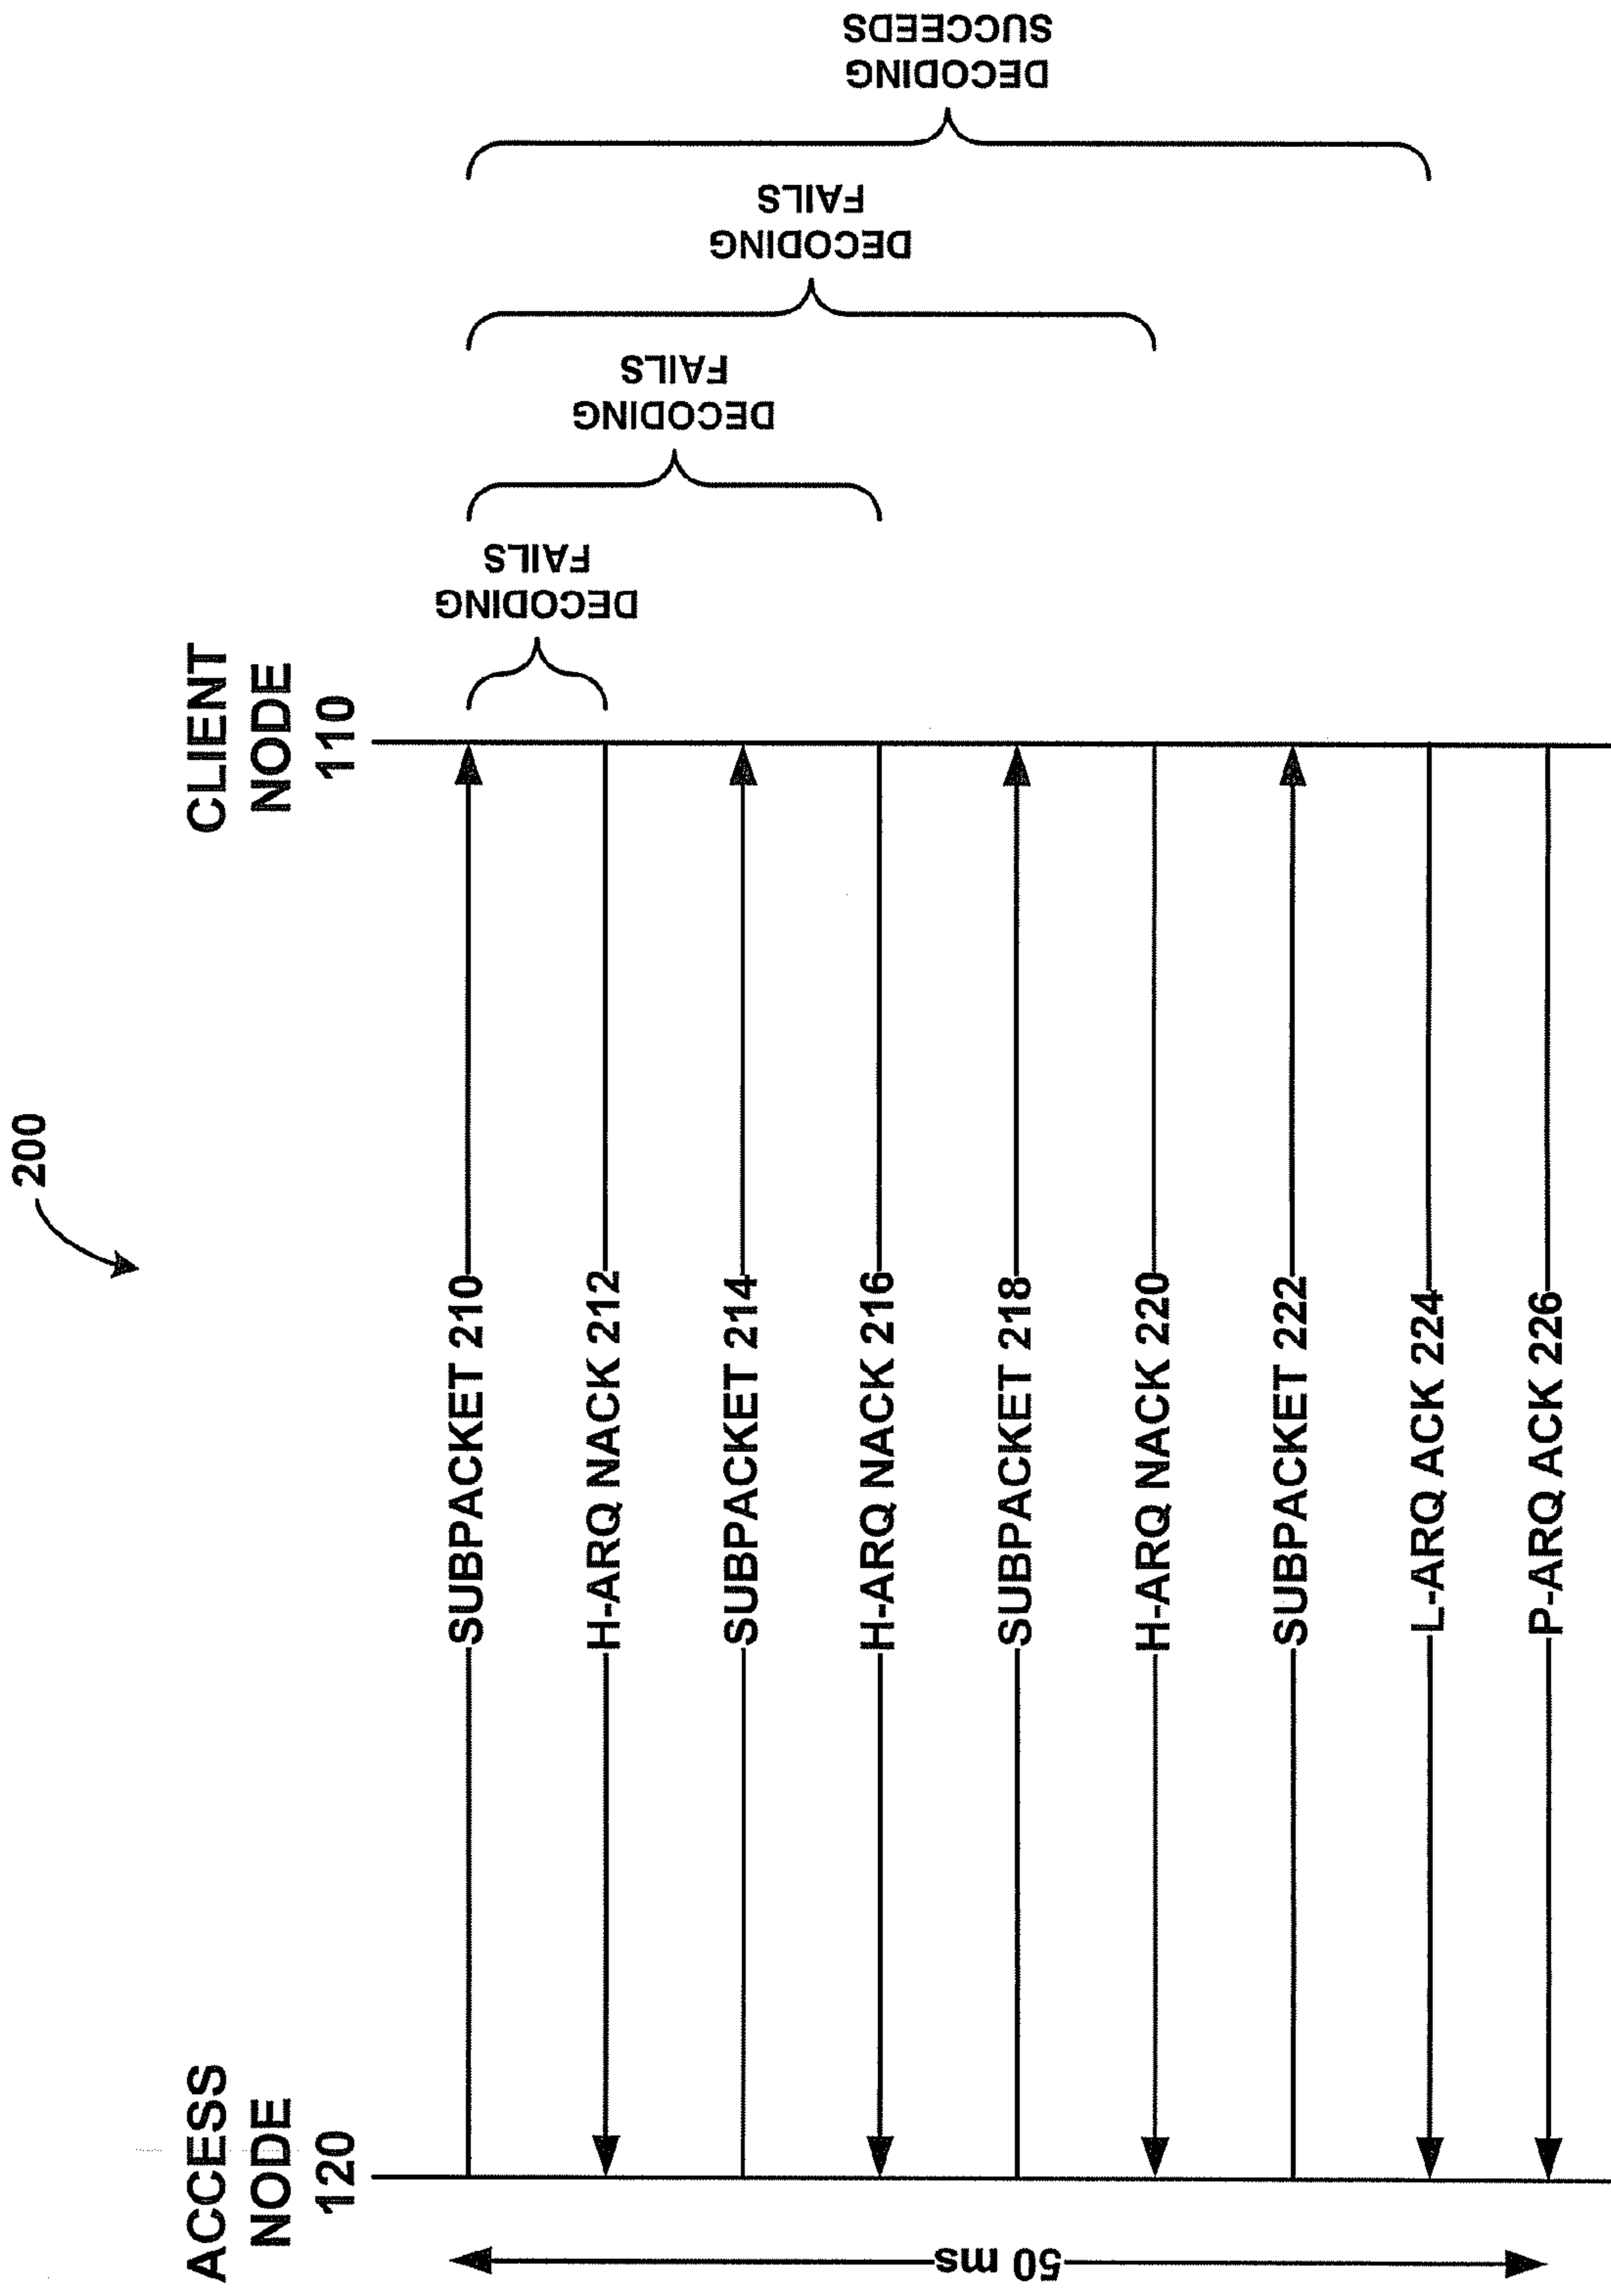 200
ACCESS
NODE
120
CLIENT
NODE
110
50 ms
SUBPACKET 210
H-ARQ NACK 212
SUBPACKET 214
H-ARQ NACK 216
SUBPACKET 218
H-ARQ NACK 220
SUBPACKET 222
L-ARQ ACK 224
P-ARQ ACK 226
DECODING
FAILS
DECODING
FAILS
DECODING
FAILS
DECODING
SUCCEEDS